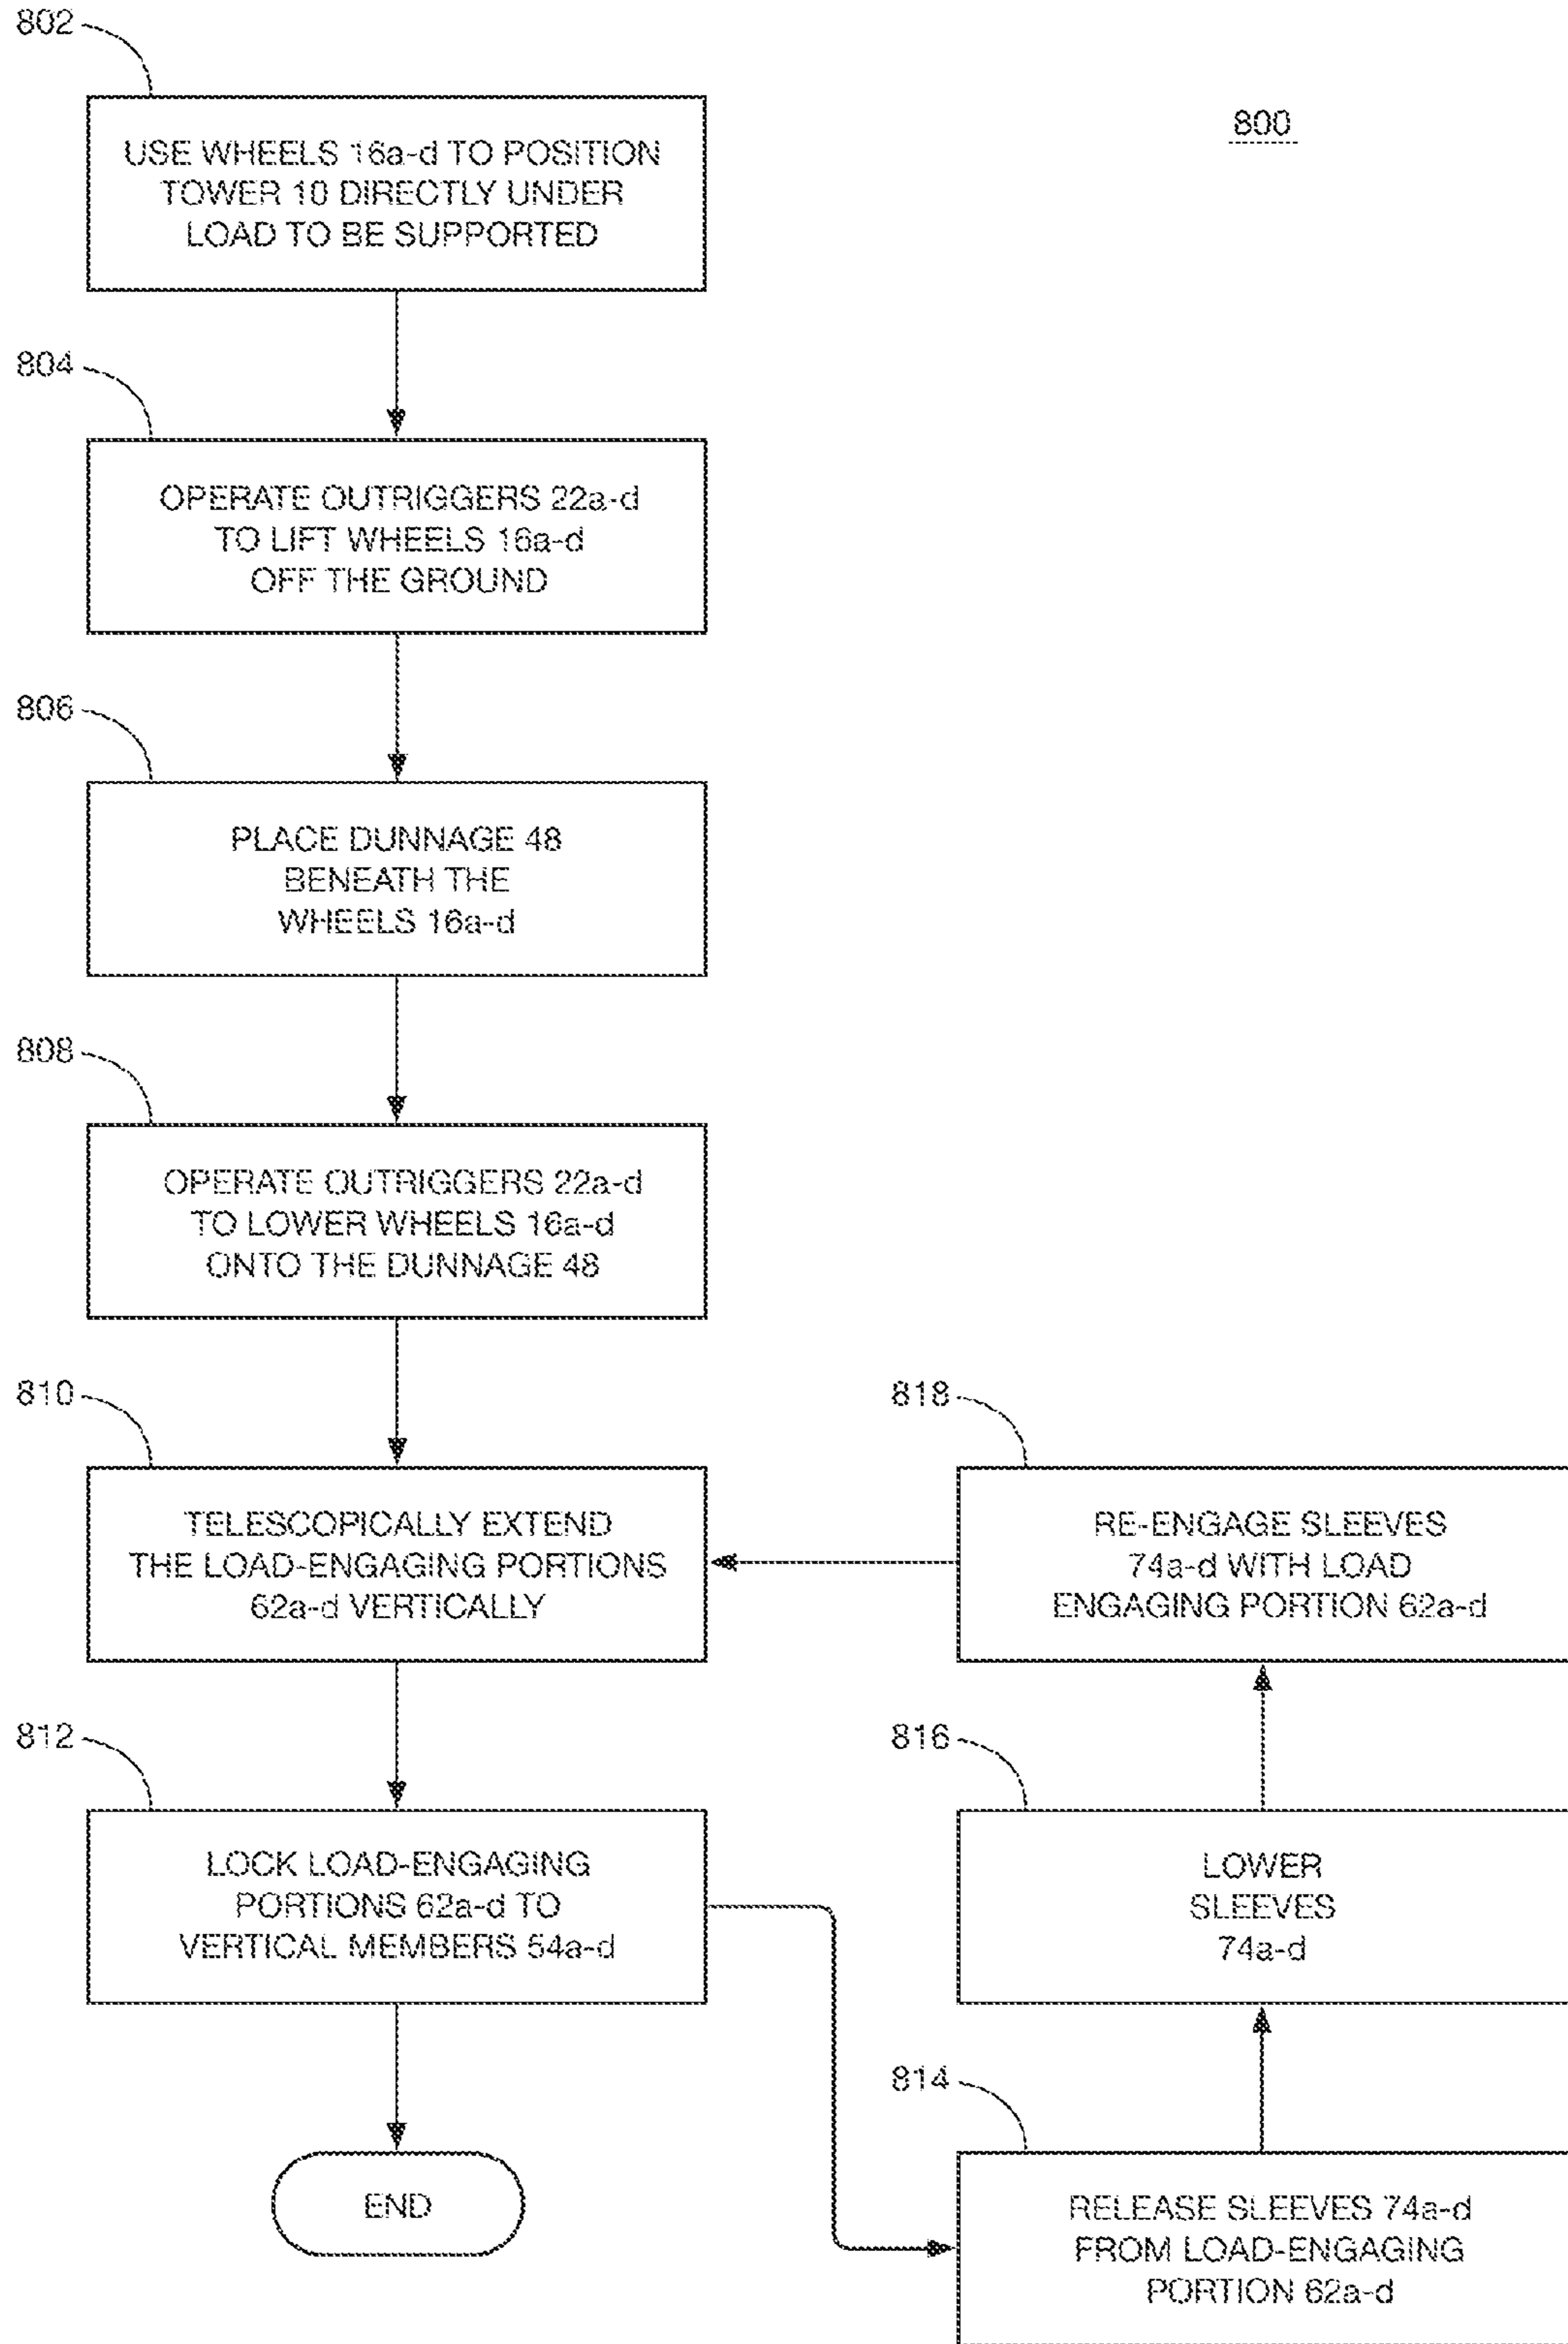 802
800
USE WHEELS 16a-d TO POSITION
TOWER 10 DIRECTLY UNDER
LOAD TO BE SUPPORTED
804
OPERATE OUTRIGGERS 22a-d
TO LIFT WHEELS 16a-d
OFF THE GROUND
806
PLACE DUNNAGE 48
BENEATH THE
WHEELS 16a-d
808
OPERATE OUTRIGGERS 22a-d
TO LOWER WHEELS 16a-d
ONTO THE DUNNAGE 48
810
TELESCOPICALLY EXTEND
THE LOAD-ENGAGING PORTIONS
62a-d VERTICALLY
818
RE-ENGAGE SLEEVES
74a-d WITH LOAD
ENGAGING PORTION 62a-d
812
LOCK LOAD-ENGAGING
PORTIONS 62a-d TO
VERTICAL MEMBERS 54a-d
816
LOWER
SLEEVES
74a-d
814
RELEASE SLEEVES 74a-d
FROM LOAD-ENGAGING
PORTION 62a-d
END